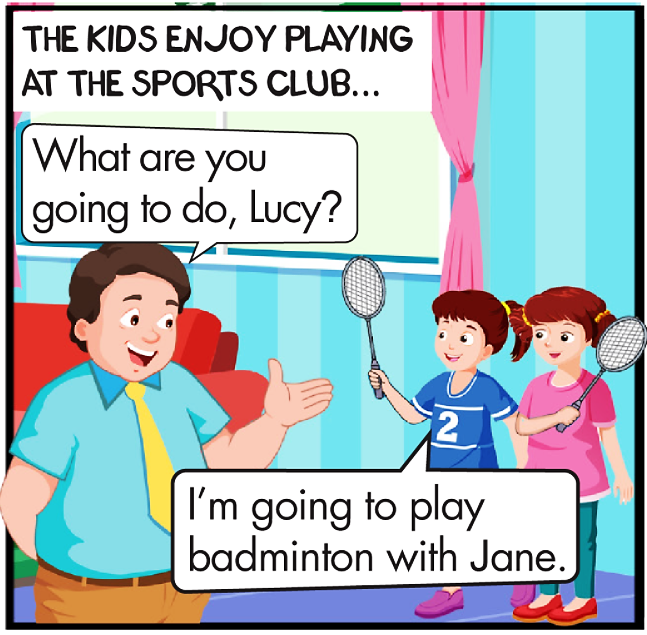 THE KIDS ENJOY PLAYING
AT THE SPORTS CLUB...
What are you
going to do, Lucy?
2
I'm going to play
badminton with Jane.